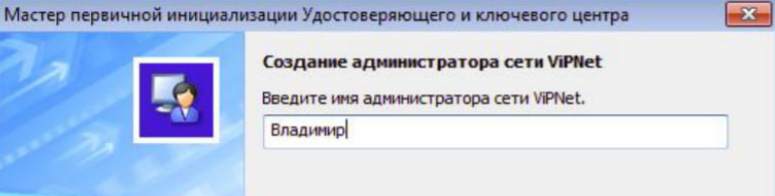 Мастер первичной инициализации Удостоверяющего и ключевого центра
Создание администратора сети ViPNet
Введите имя администратора сети ViPNet.
Владимир